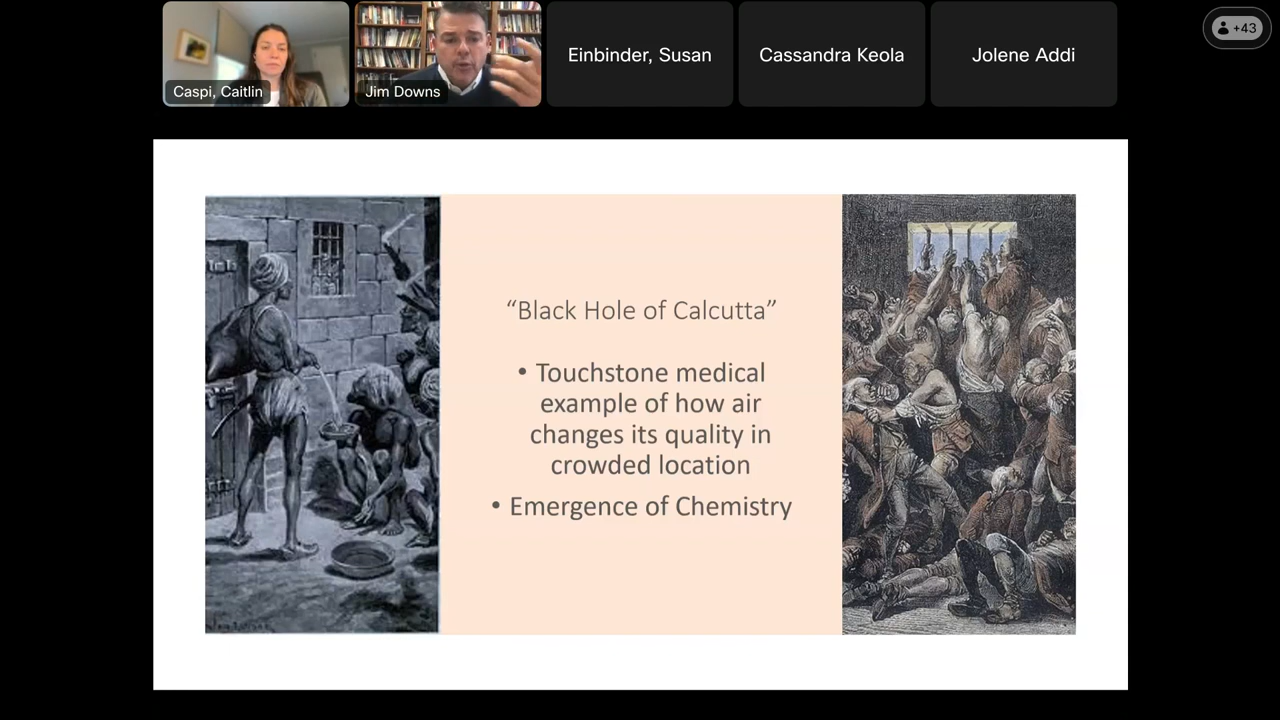 Caspi, Caitlin
Jim Downs
Einbinder, Susan
Cassandra Keola
Jolene Addi
+43
“Black Hole of Calcutta”
• Touchstone medical
example of how air
changes its quality in
crowded location
• Emergence of Chemistry